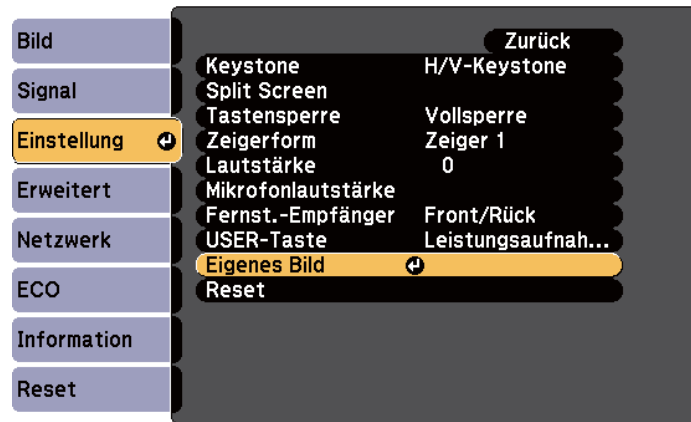 Bild
Signal
Einstellung
Erweitert
Netzwerk
ECO
Information
Reset
Zurück
Keystone H/V-Keystone
Split Screen
Tastensperre Vollsperre
Zeigerform Zeiger 1
Lautstärke 0
Mikrofonlautstärke
Fernst.-Empfänger Front/Rück
USER-Taste Leistungsaufnah...
Eigenes Bild
Reset